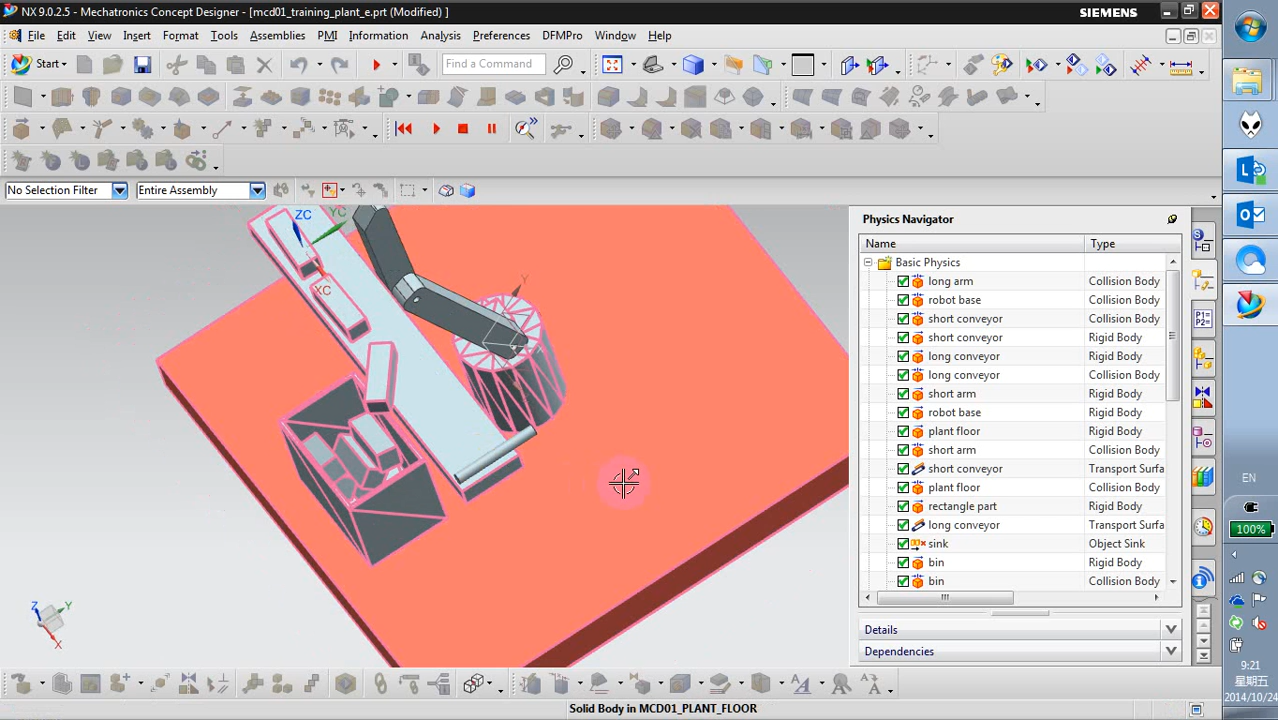 NX 9.0.2.5 - Mechatronics Concept Designer - [mcd01_training_plant_e.prt (Modified) ]
SIEMENS
File Edit View Insert Format Tools Assemblies PMI Information Analysis Preferences DFMPro Window Help
Start
Find a Command
No Selection Filter
Entire Assembly
Physics Navigator
Name Type
Basic Physics
long arm Collision Body
robot base Collision Body
short conveyor Collision Body
short conveyor Rigid Body
long conveyor Rigid Body
long conveyor Collision Body
short arm Rigid Body
robot base Rigid Body
plant floor Rigid Body
short arm Collision Body
short conveyor Transport Surfa
plant floor Collision Body
rectangle part Rigid Body
long conveyor Transport Surfa
sink Object Sink
bin Rigid Body
bin Collision Body
Details
Dependencies
ZC
YC
XC
Y
Z
Y
X
P1=
P2=
EN
100%
9:21
星期五
2014/10/24
Solid Body in MCD01_PLANT_FLOOR